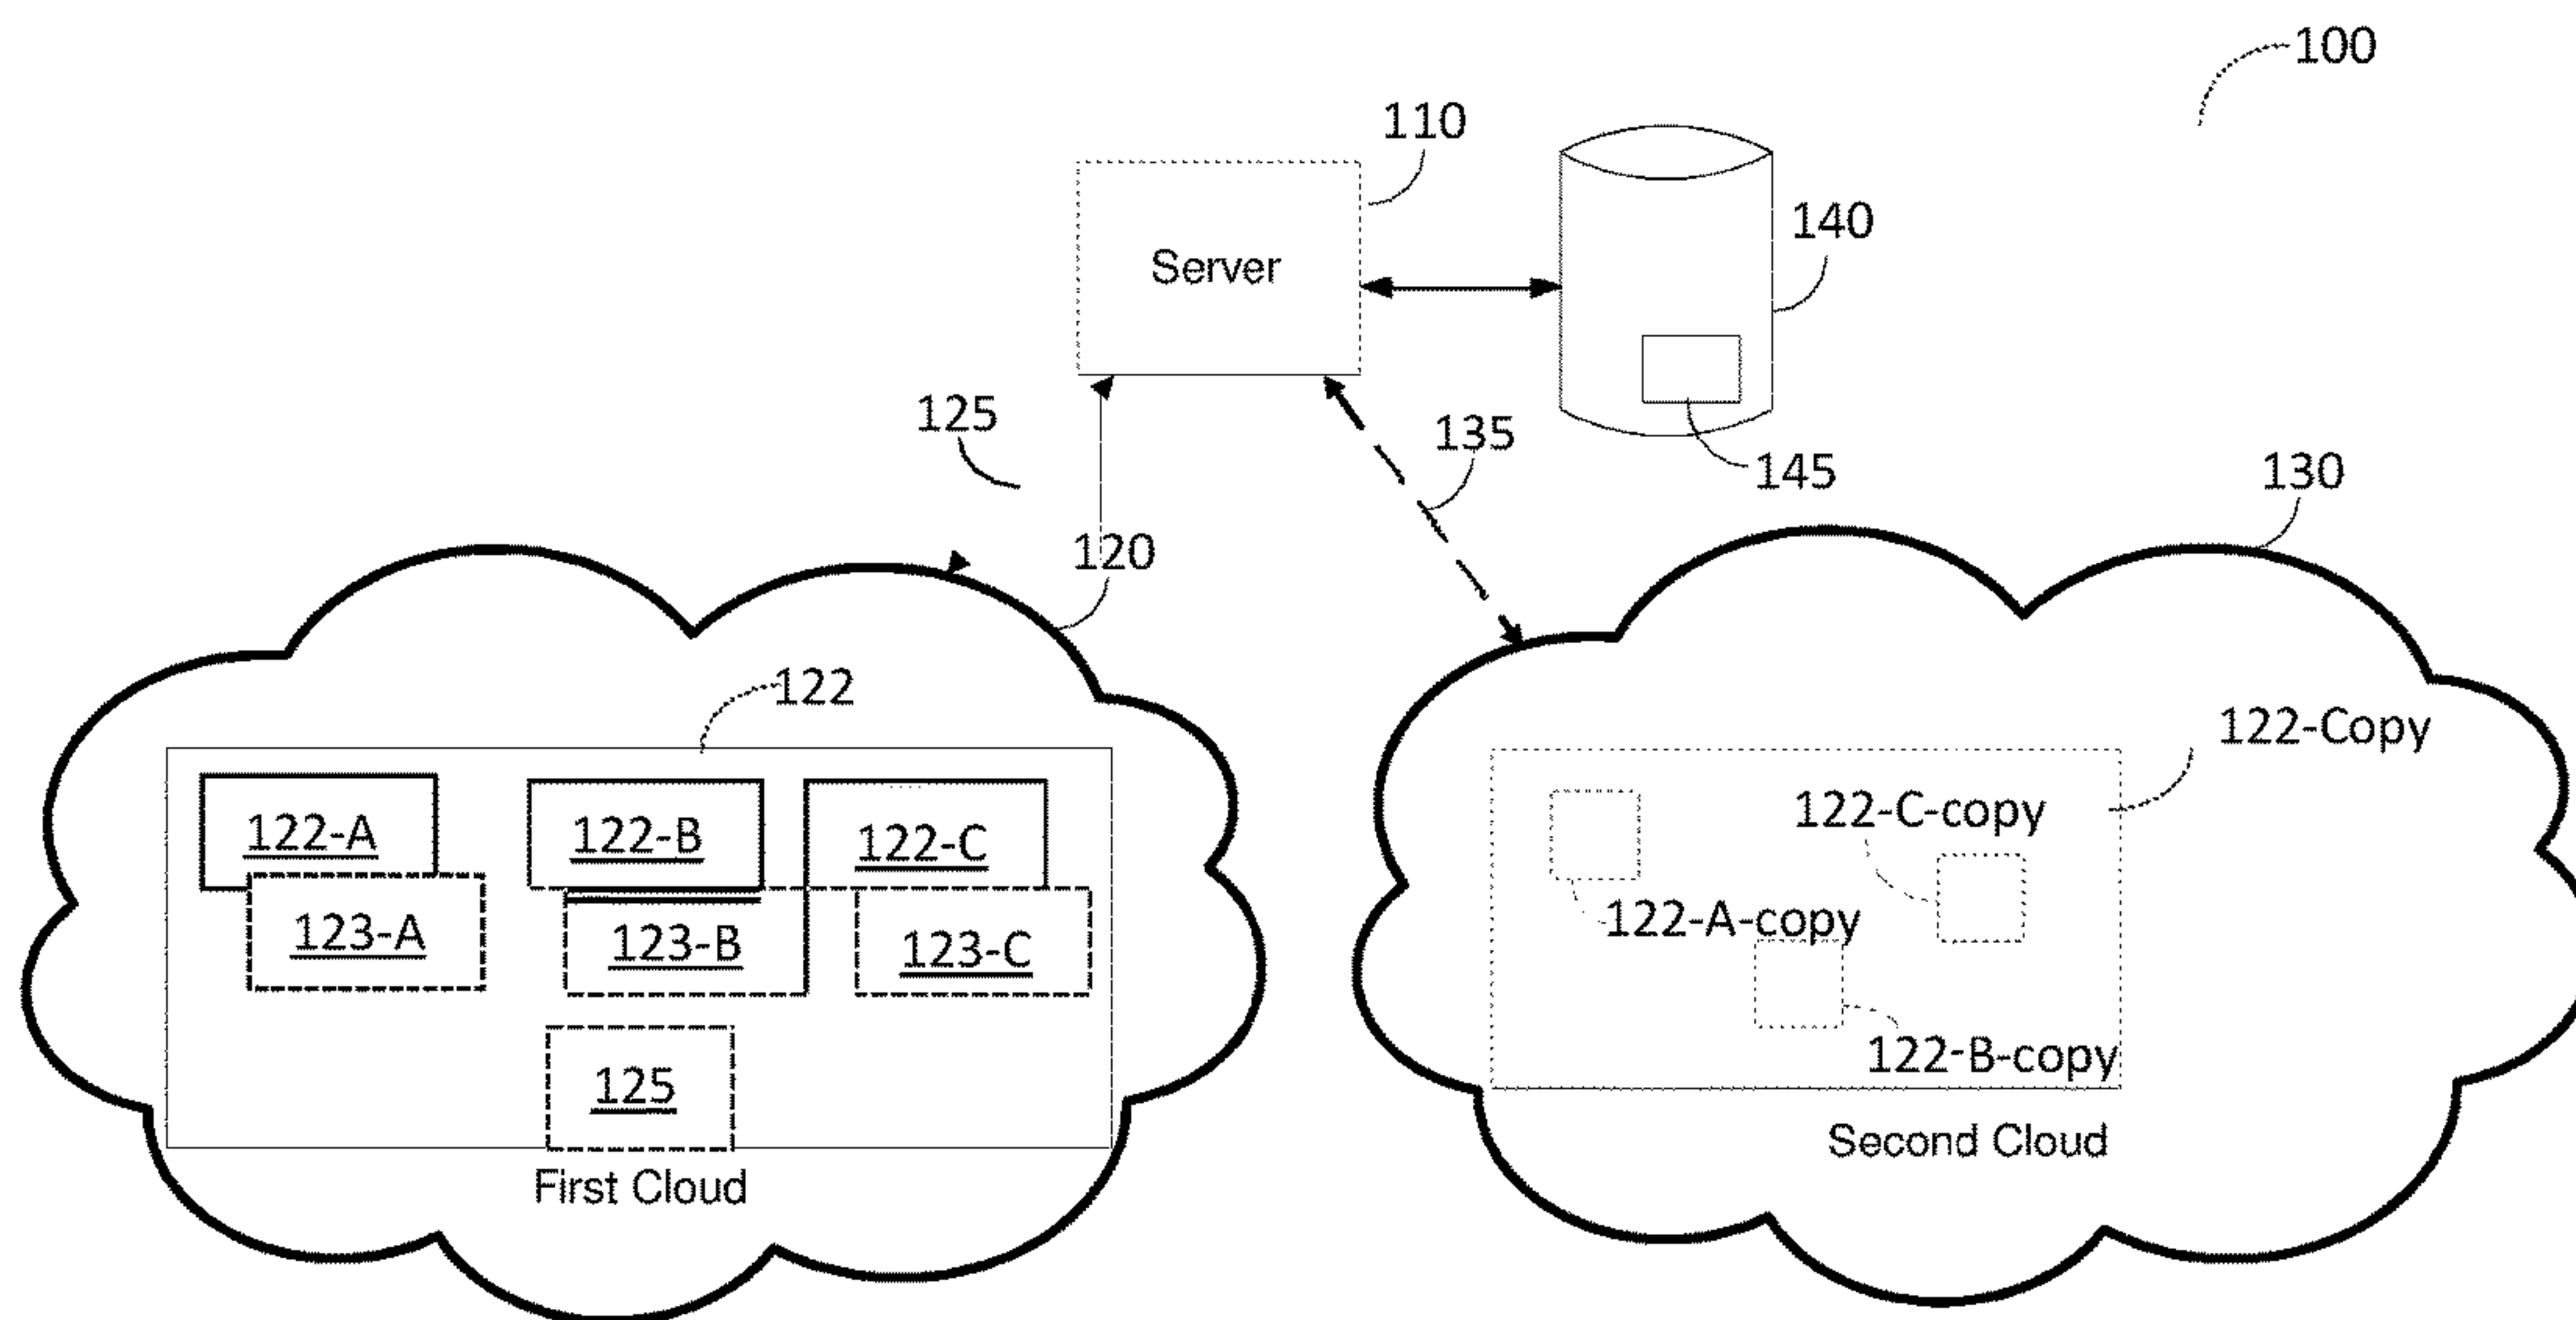 100
110
Server
140
125
135
145
120
130
122
122-Copy
122-A
122-B
122-C
122-C-copy
123-A
123-B
123-C
122-A-copy
122-B-copy
125
First Cloud
Second Cloud